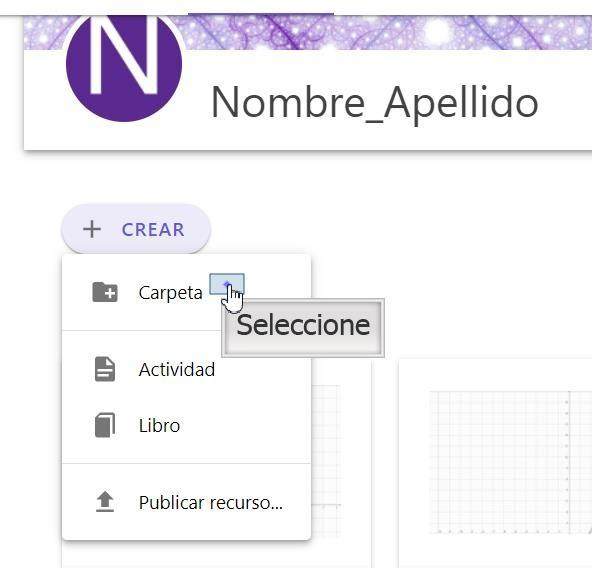 N
Nombre_Apellido
CREAR
Carpeta
Seleccione
Actividad
Libro
Publicar recurso...